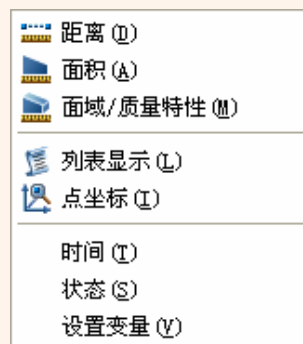 距离(D)
面积(A)
面域/质量特性(M)
列表显示(L)
点坐标(I)
时间(T)
状态(S)
设置变量(V)